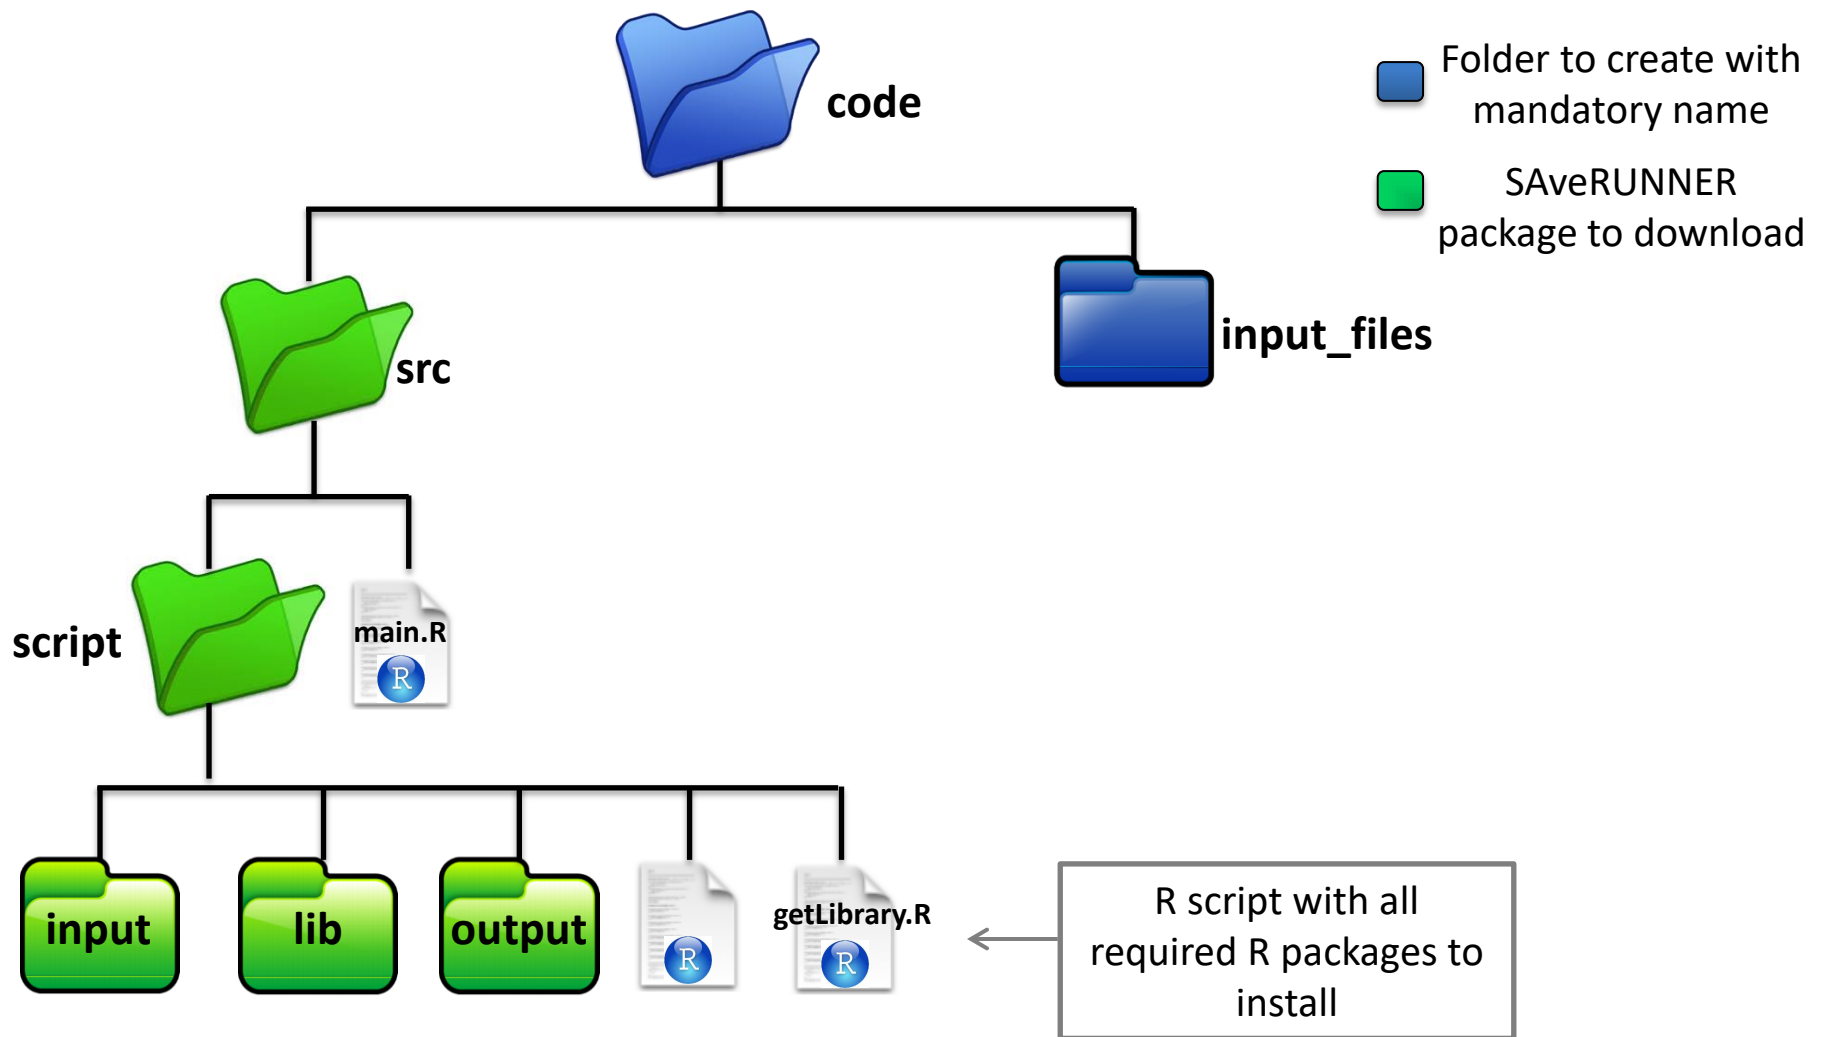 code
Folder to create with
mandatory name
SAveRUNNER
package to download
src
input_files
script
main.R
R
input
lib
output
R
getLibrary.R
R
R script with all
required R packages to
install